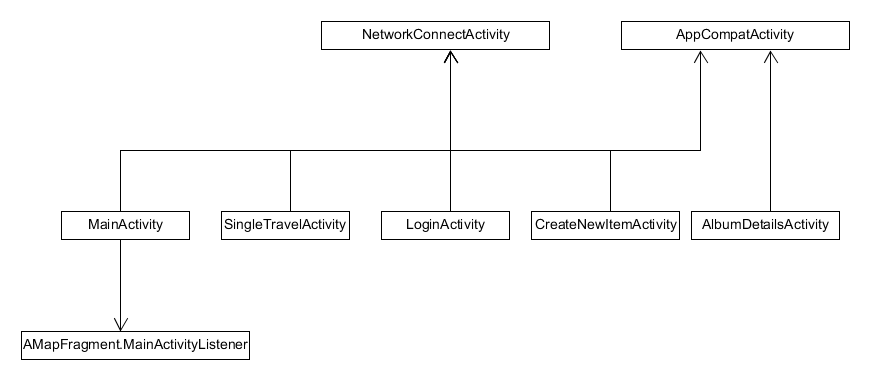 NetworkConnectActivity
AppCompatActivity
MainActivity
SingleTravelActivity
LoginActivity
CreateNewItemActivity
AlbumDetailsActivity
AMapFragment.MainActivityListener